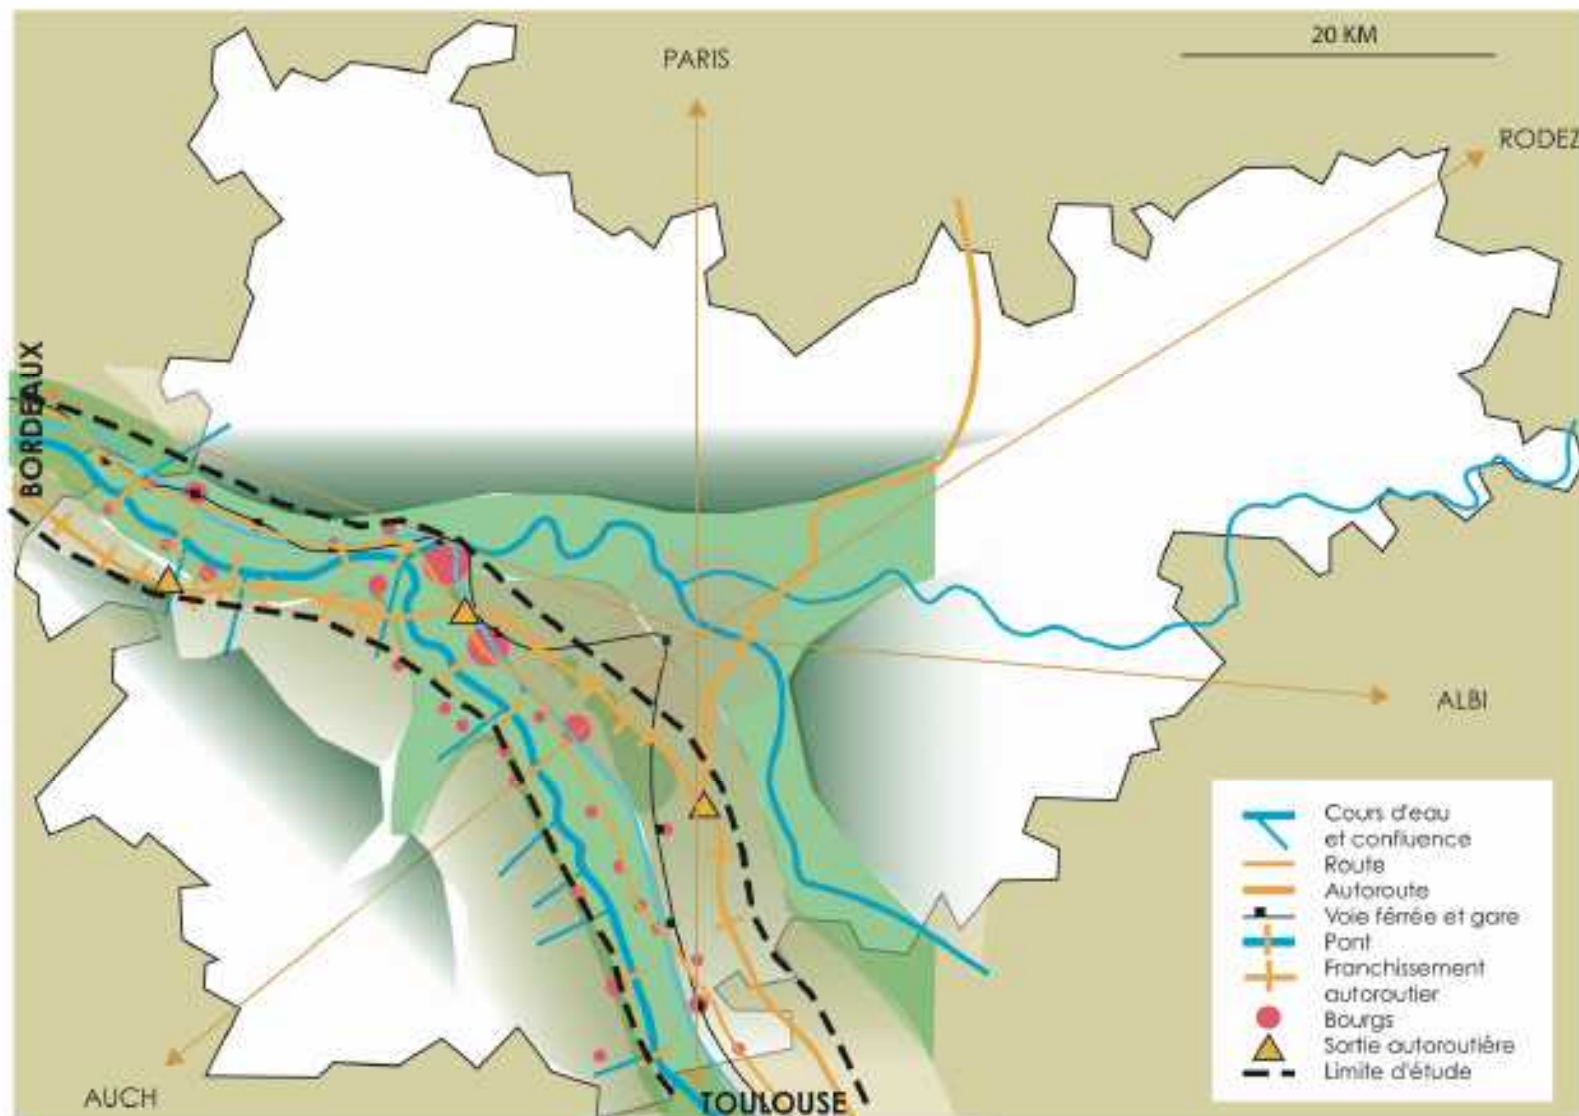 20 KM
PARIS
RODEZ
BORDEAUX
ALBI
Cours d'eau
et confluence
Route
Autoroute
Voie férrée et gare
Pont
Franchissement
autoroutier
Bourgs
Sortie autoroutière
Limite d'étude
AUCH
TOULOUSE